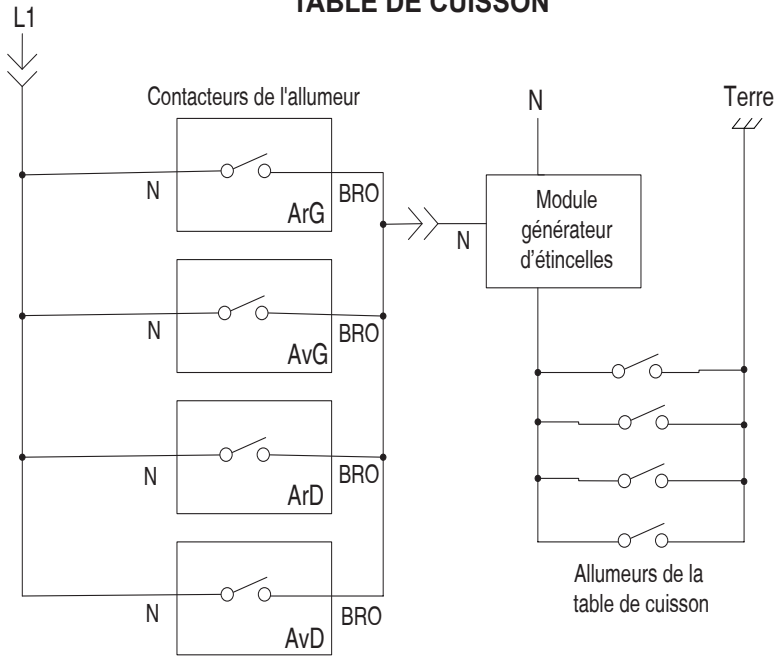 TABLE DE CUISSON
L1
Contacteurs de l'allumeur
N
Terre
N
BRO
ArG
N
Module
générateur
d'étincelles
N
BRO
AvG
N
BRO
ArD
N
BRO
AvD
Allumeurs de la
table de cuisson